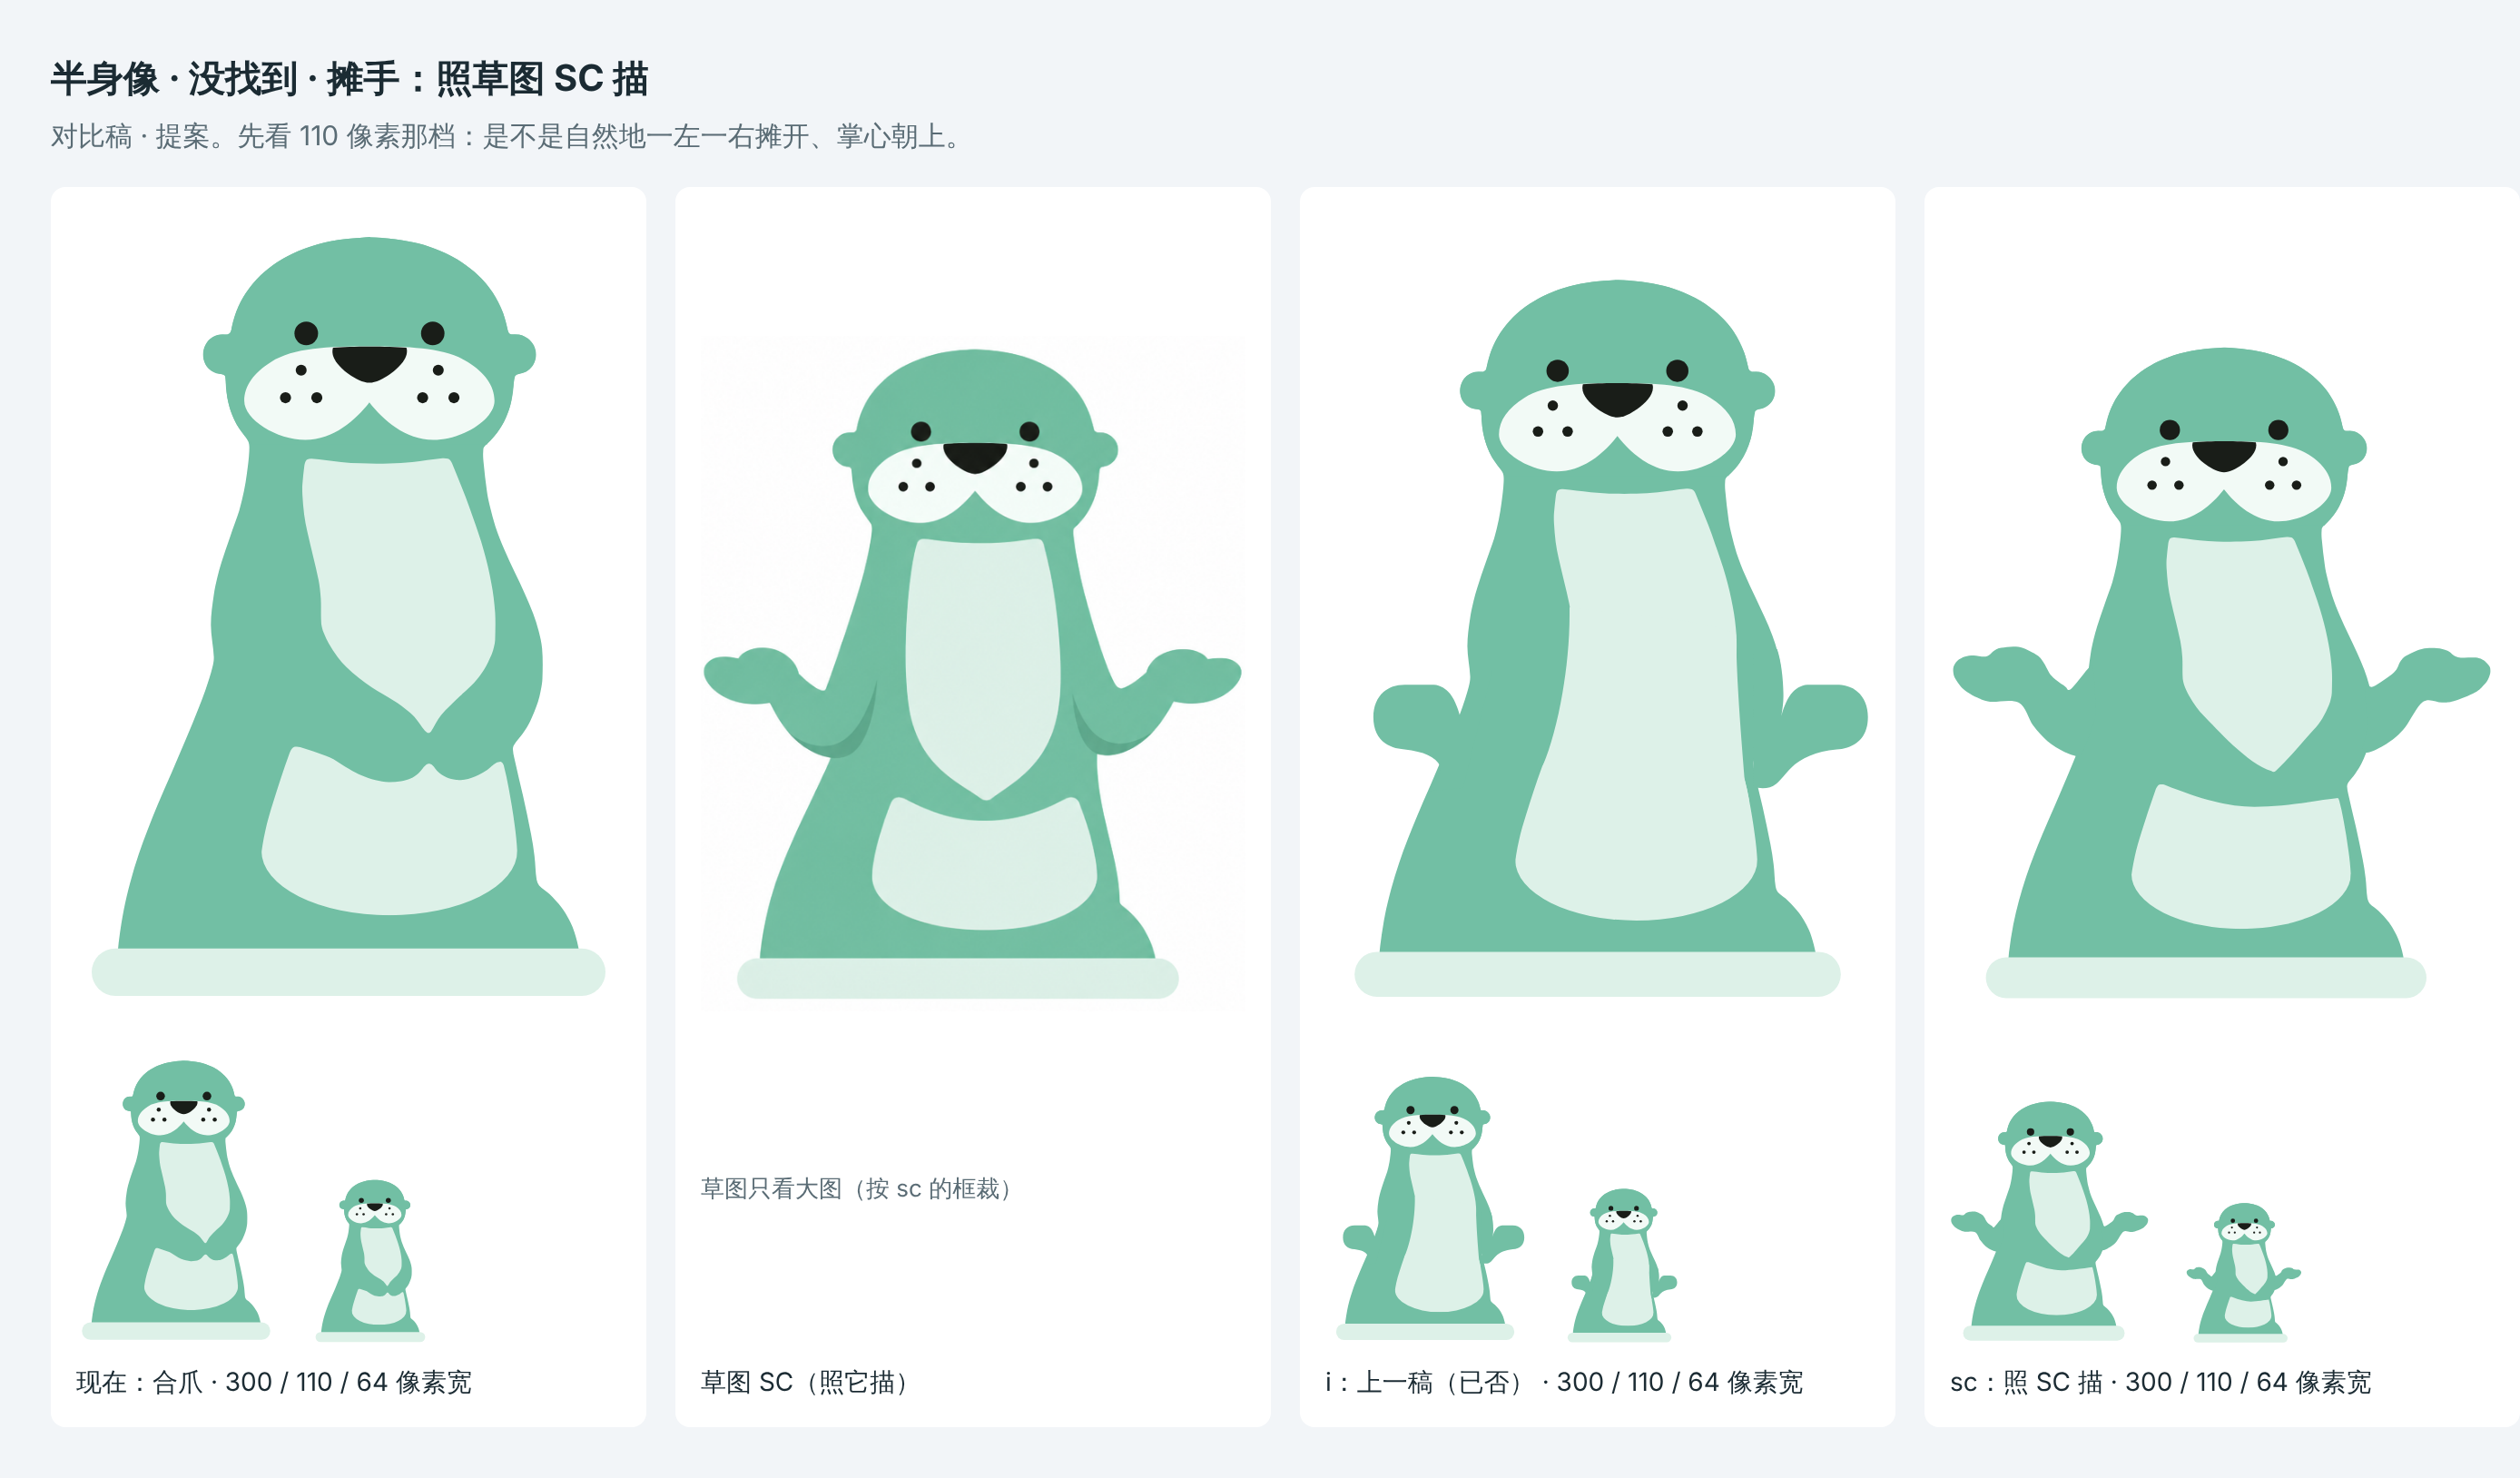 半身像 · 没找到 · 摊手：照草图 SC 描
对比稿 · 提案。先看 110 像素那档：是不是自然地一左一右摊开、掌心朝上。
草图只看大图（按 sc 的框裁）
现在：合爪 · 300 / 110 / 64 像素宽
草图 SC（照它描）
i：上一稿（已否） · 300 / 110 / 64 像素宽
sc：照 SC 描 · 300 / 110 / 64 像素宽